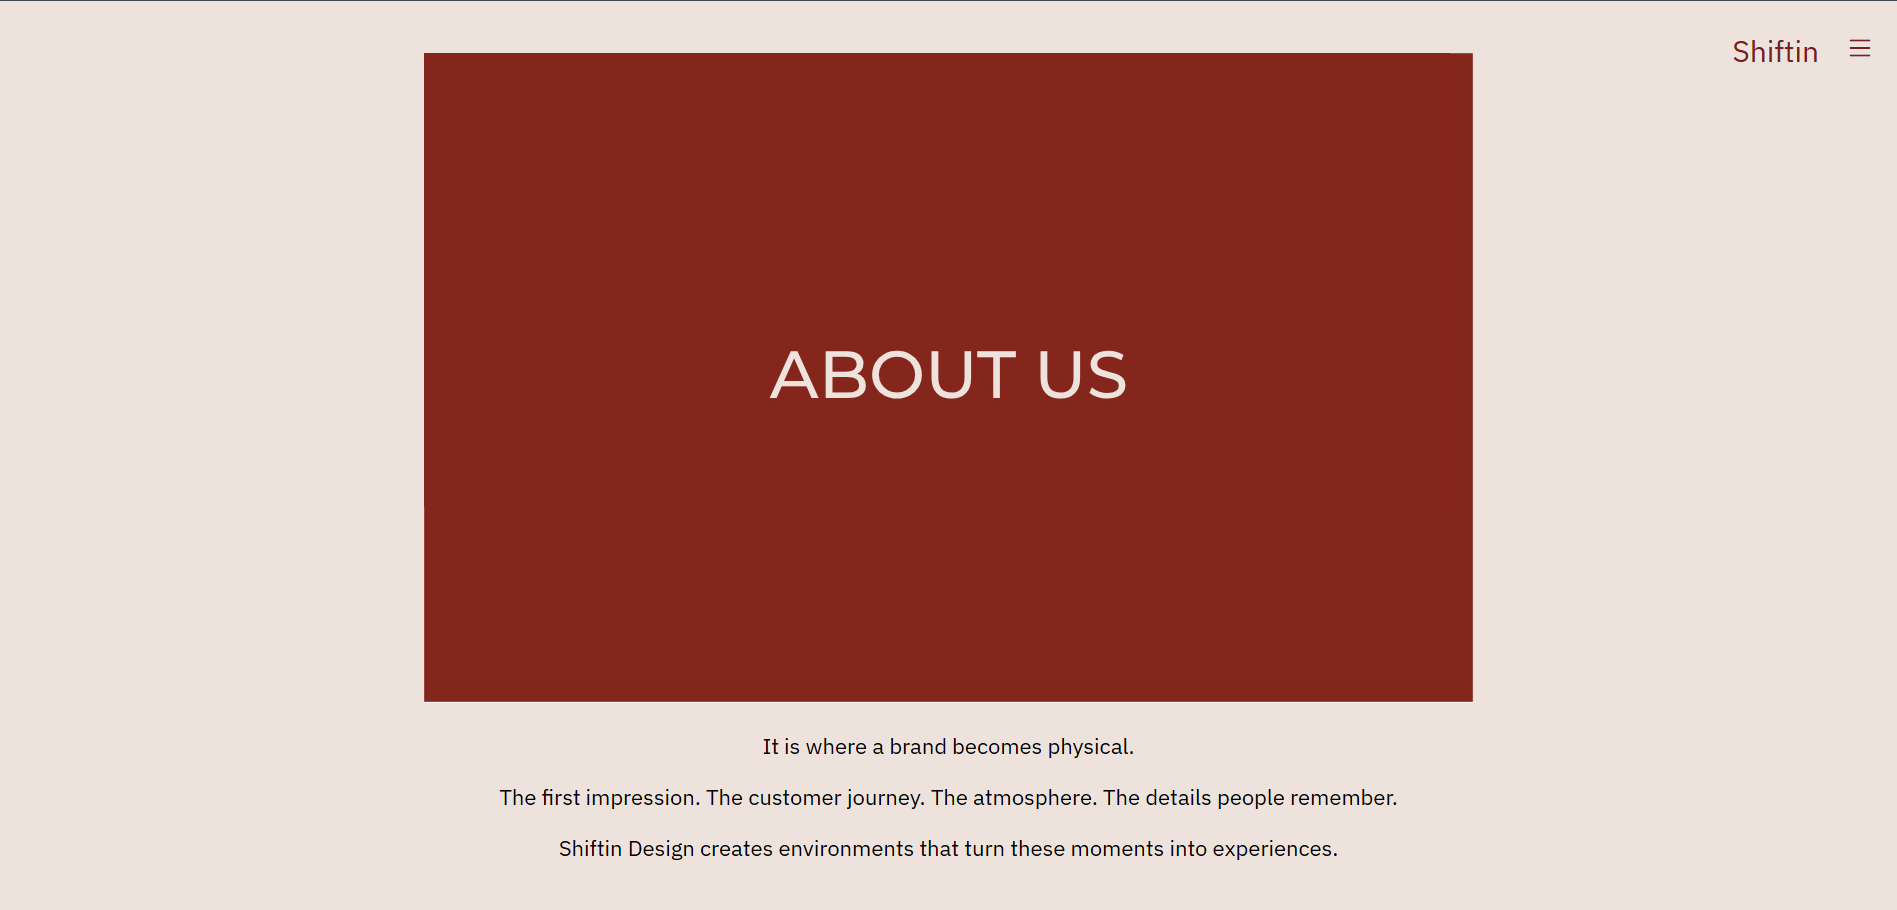 Shiftin
ABOUT US
It is where a brand becomes physical.
The first impression. The customer journey. The atmosphere. The details people remember.
Shiftin Design creates environments that turn these moments into experiences.